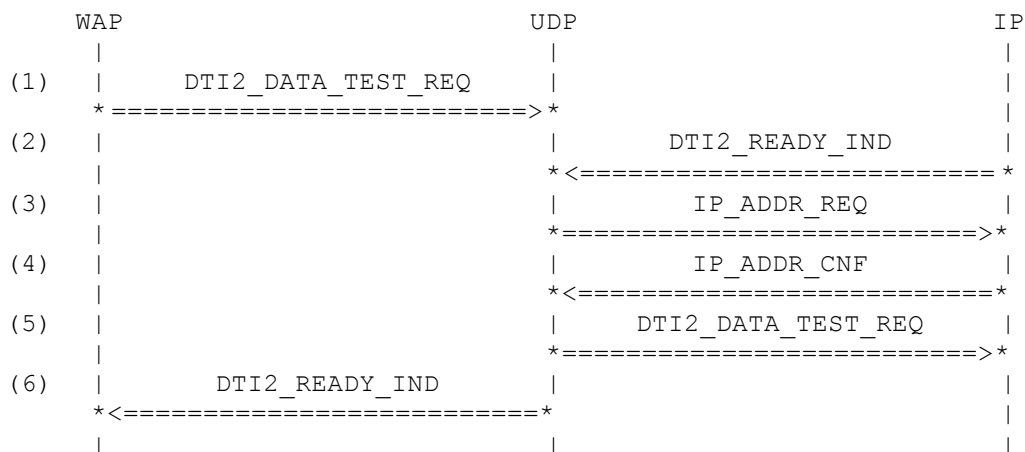 WAP UDP IP
| | |
(1) | DTI2_DATA_TEST_REQ | |
*==========================>* |
(2) | | DTI2_READY_IND |
| *<==========================*
(3) | | IP_ADDR_REQ |
| *==========================>*
(4) | | IP_ADDR_CNF |
| *<==========================*
(5) | | DTI2_DATA_TEST_REQ |
| *==========================>*
(6) | DTI2_READY_IND | |
*<==========================* |
| | |